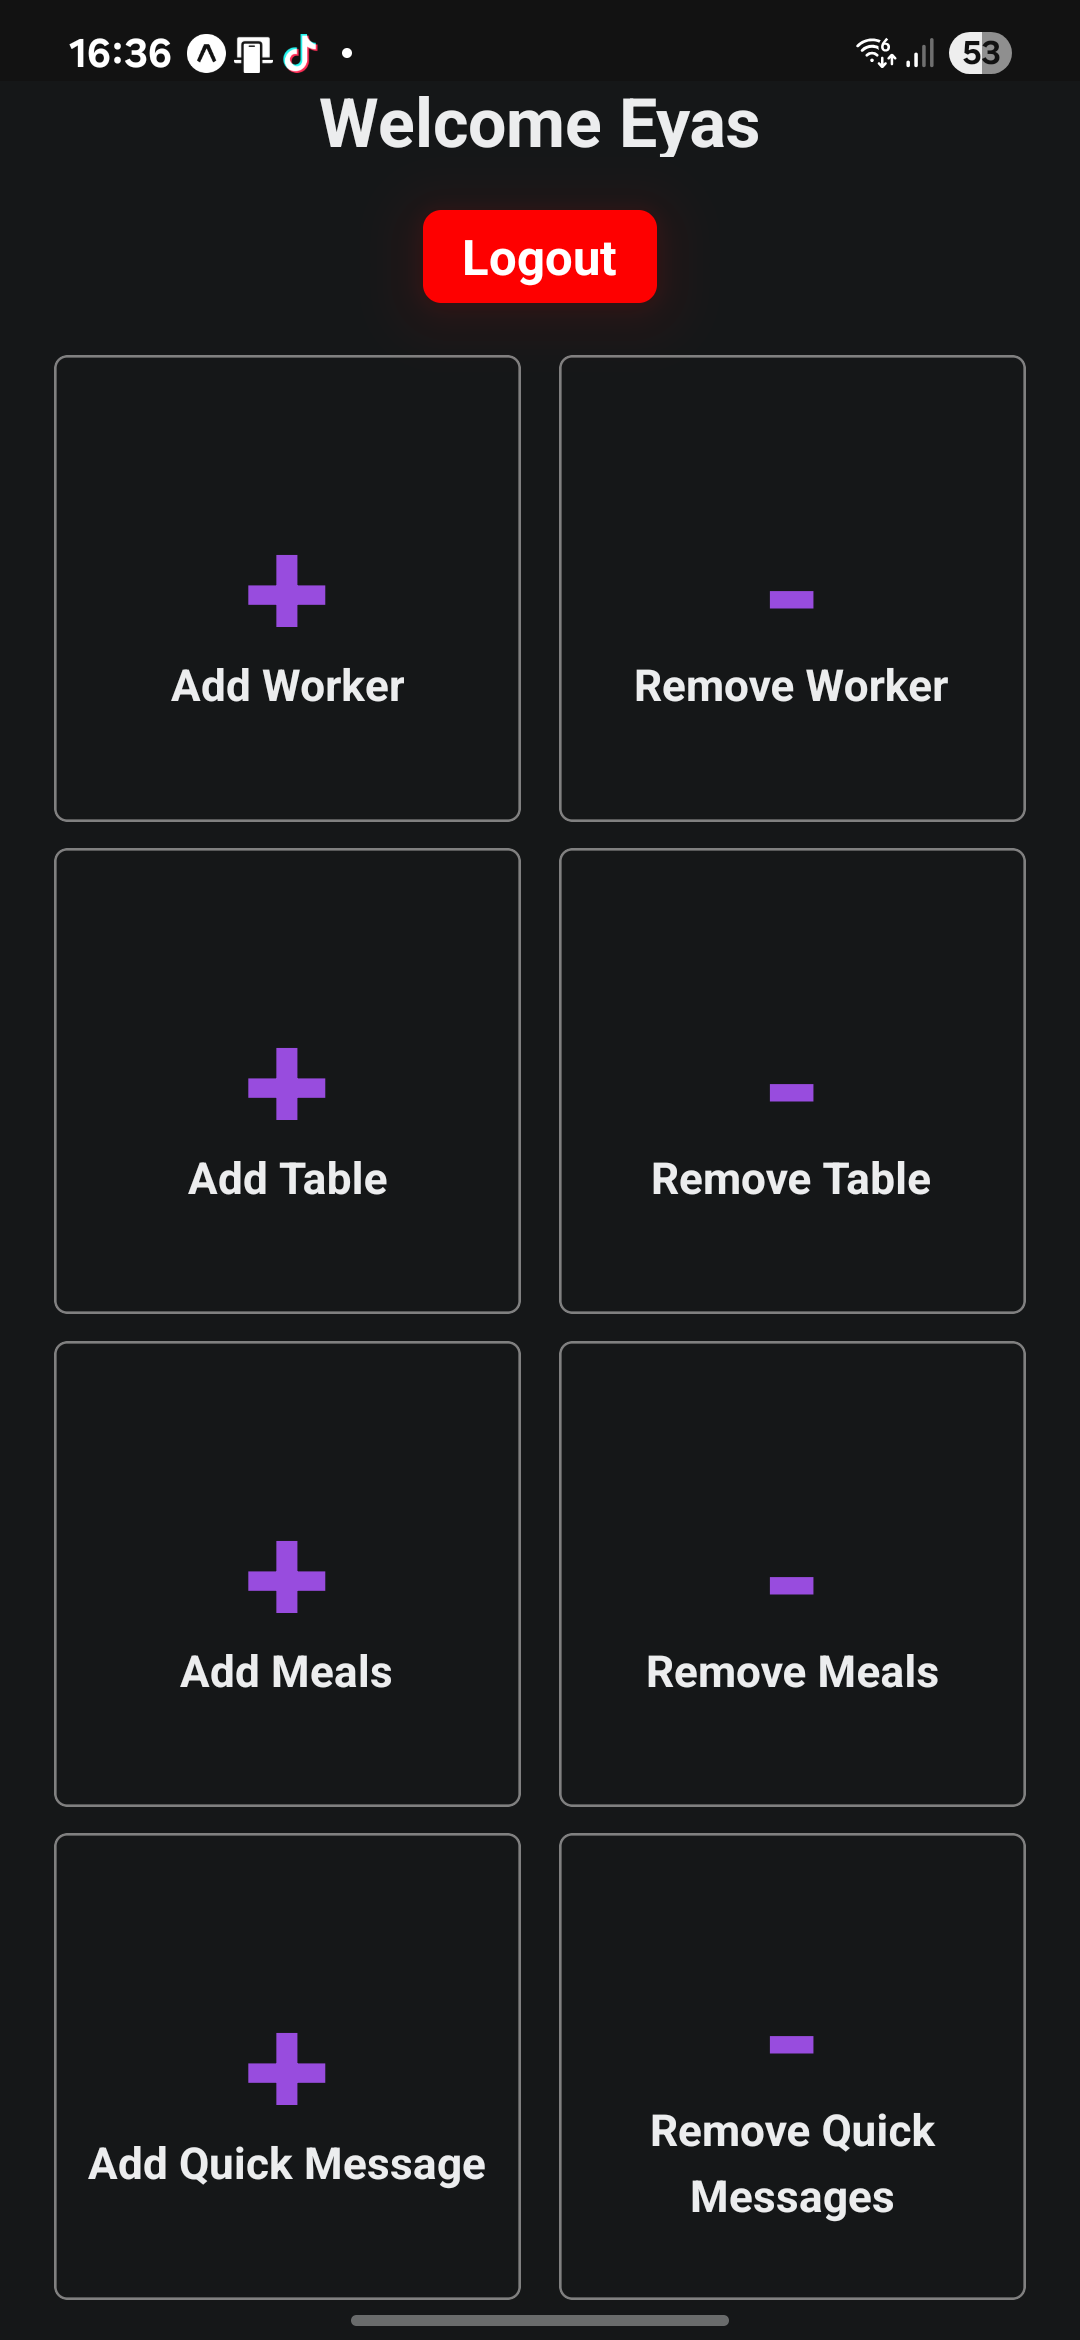 16:36
53
Welcome Eyas
Logout
+
-
Add Worker
Remove Worker
+
-
Add Table
Remove Table
+
-
Add Meals
Remove Meals
+
-
Add Quick Message
Remove Quick
Messages